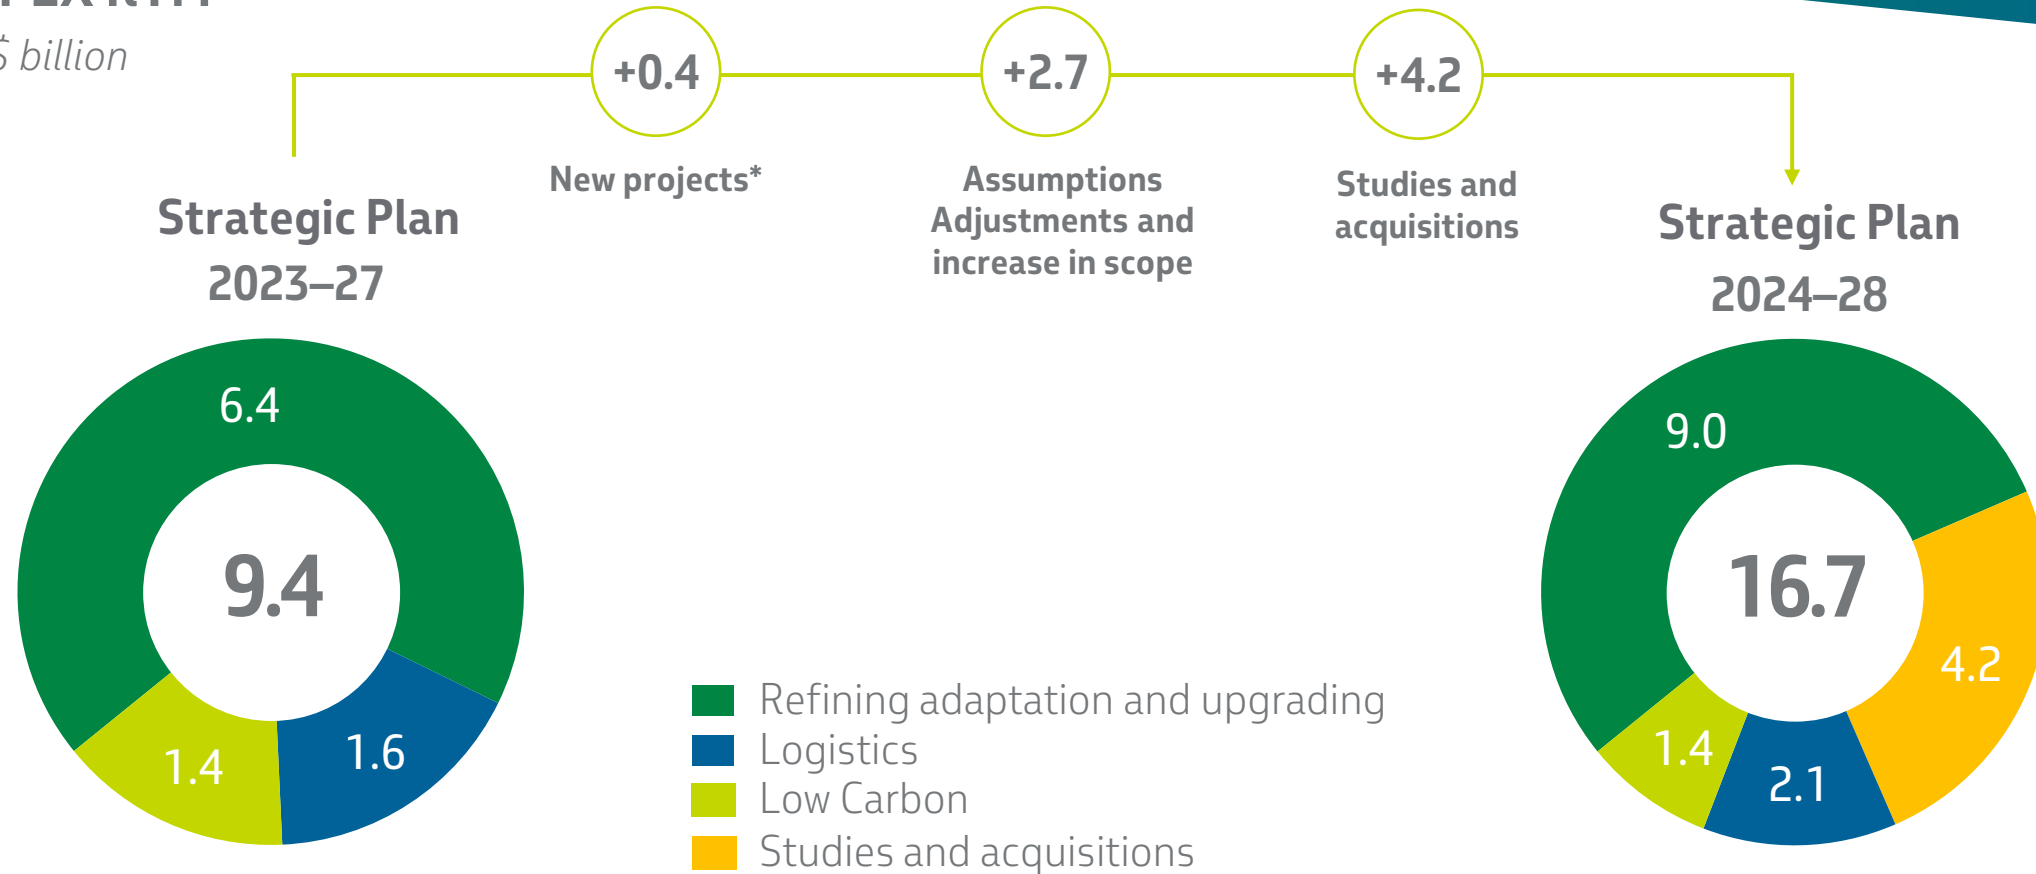 $ billion
+0.4
+2.7
+4.2
New projects*
Assumptions
Adjustments and
increase in scope
Studies and
acquisitions
Strategic Plan
2023–27
Strategic Plan
2024–28
6.4
9.4
1.4
1.6
9.0
16.7
4.2
1.4
2.1
Refining adaptation and upgrading
Logistics
Low Carbon
Studies and acquisitions